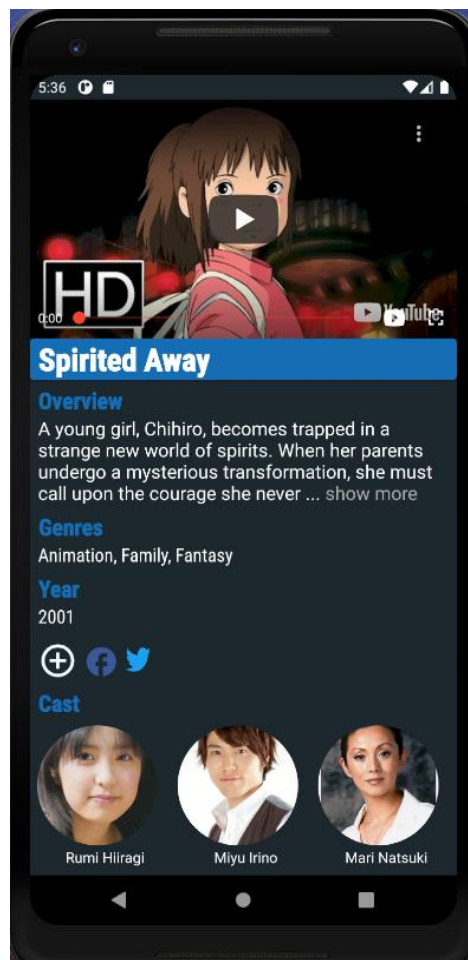 5:36
HD
0:00
YouTube
Spirited Away
Overview
A young girl, Chihiro, becomes trapped in a
strange new world of spirits. When her parents
undergo a mysterious transformation, she must
call upon the courage she never ... show more
Genres
Animation, Family, Fantasy
Year
2001
Cast
Rumi Hiiragi Miyu Irino Mari Natsuki